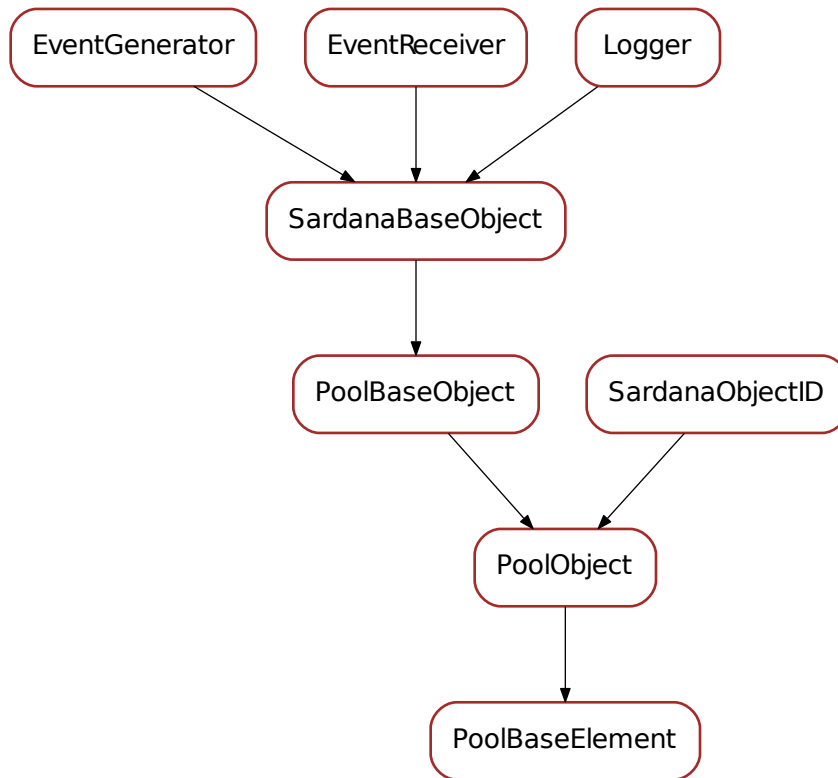 EventGenerator
EventReceiver
Logger
SardanaBaseObject
PoolBaseObject
SardanaObjectID
PoolObject
PoolBaseElement